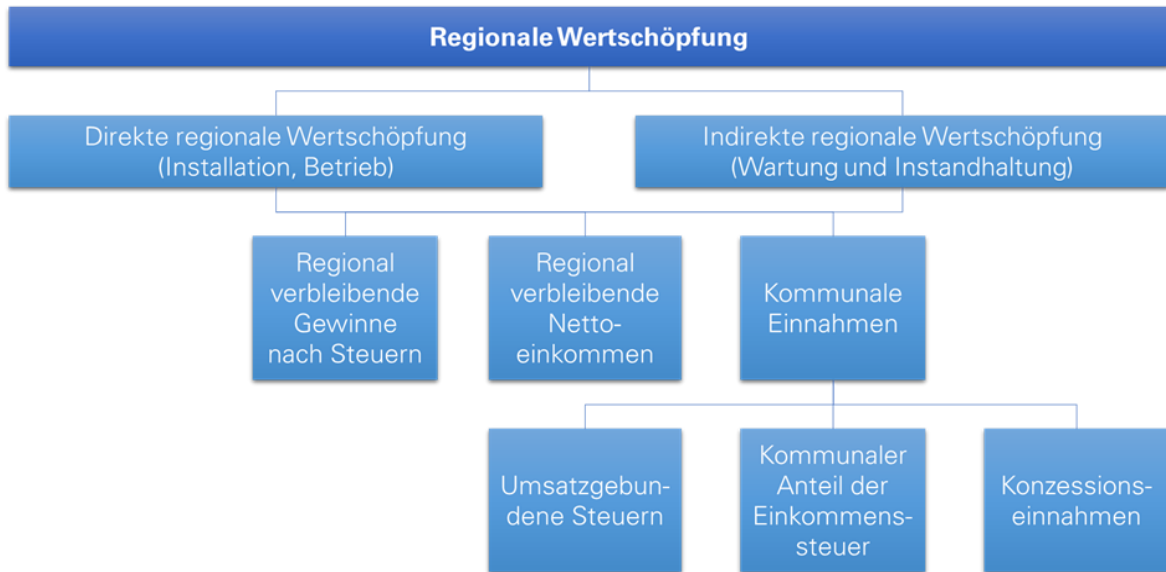 Regionale Wertschöpfung
Direkte regionale Wertschöpfung
(Installation, Betrieb)
Indirekte regionale Wertschöpfung
(Wartung und Instandhaltung)
Regional
verbleibende
Gewinne
nach Steuern
Regional
verbleibende
Netto-
einkommen
Kommunale
Einnahmen
Umsatzgebun-
dene Steuern
Kommunaler
Anteil der
Einkommens-
steuer
Konzessions-
einnahmen